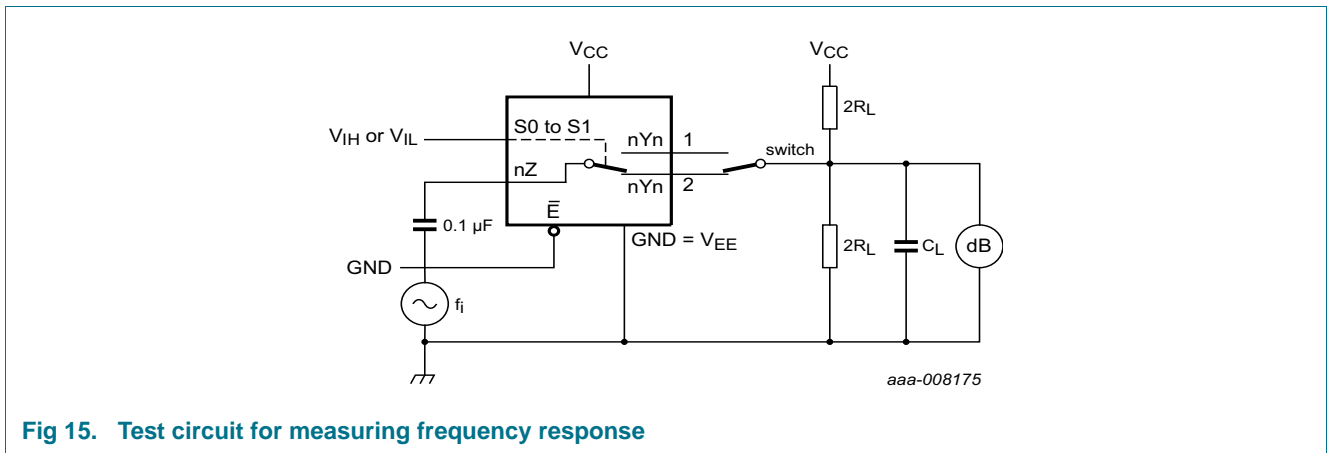 VCC
VCC
2RL
VIH or VIL
S0 to S1
nYn
1
switch
nZ
nYn
2
E̅
0.1 µF
GND = VEE
2RL
CL
dB
GND
fi
aaa-008175
Fig 15. Test circuit for measuring frequency response